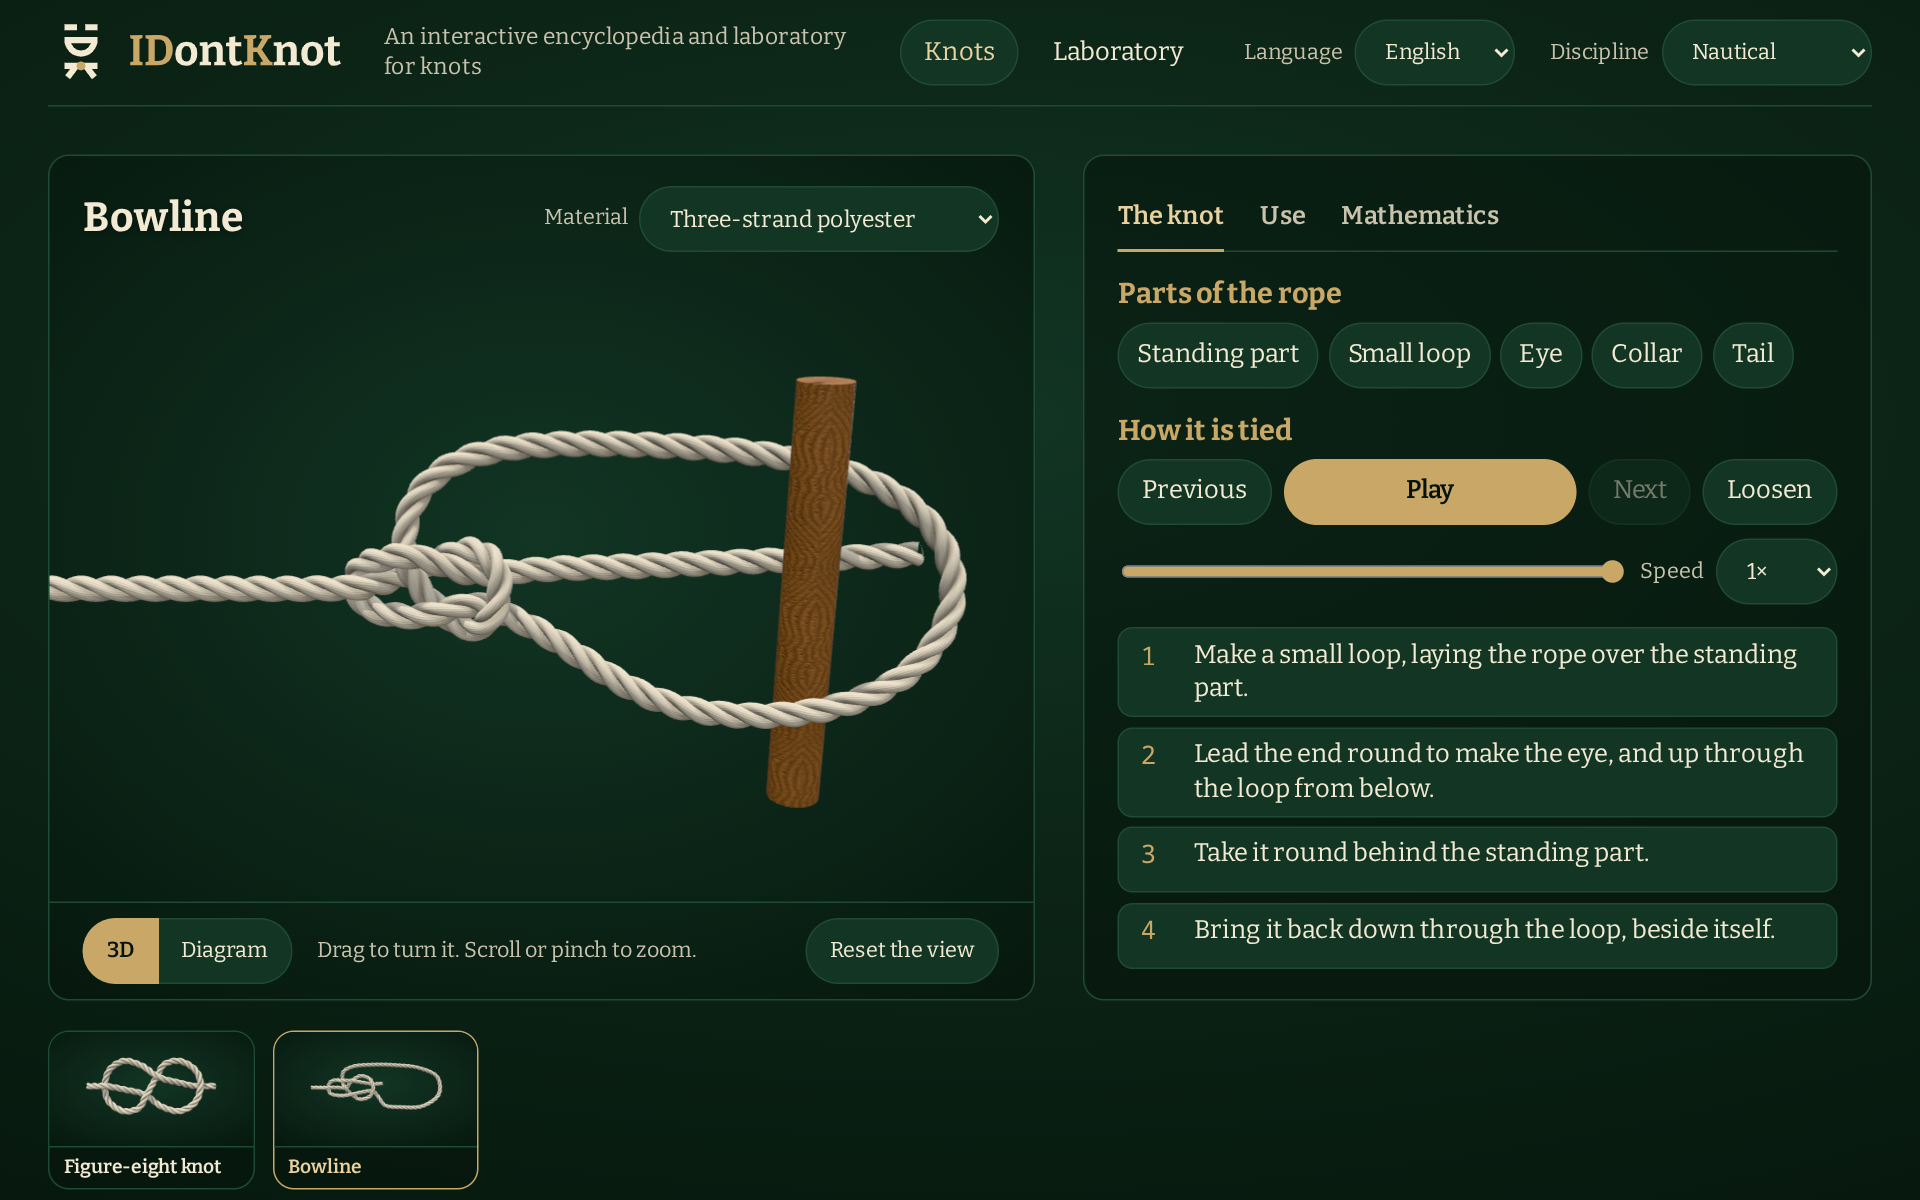 IDontKnot
An interactive encyclopedia and laboratory
for knots
Knots
Laboratory
Language
English
Discipline
Nautical
Bowline
Material
Three-strand polyester
3D
Diagram
Drag to turn it. Scroll or pinch to zoom.
Reset the view
The knot
Use
Mathematics
Parts of the rope
Standing part
Small loop
Eye
Collar
Tail
How it is tied
Previous
Play
Next
Loosen
Speed
1×
1
Make a small loop, laying the rope over the standing
part.
2
Lead the end round to make the eye, and up through
the loop from below.
3
Take it round behind the standing part.
4
Bring it back down through the loop, beside itself.
Figure-eight knot
Bowline